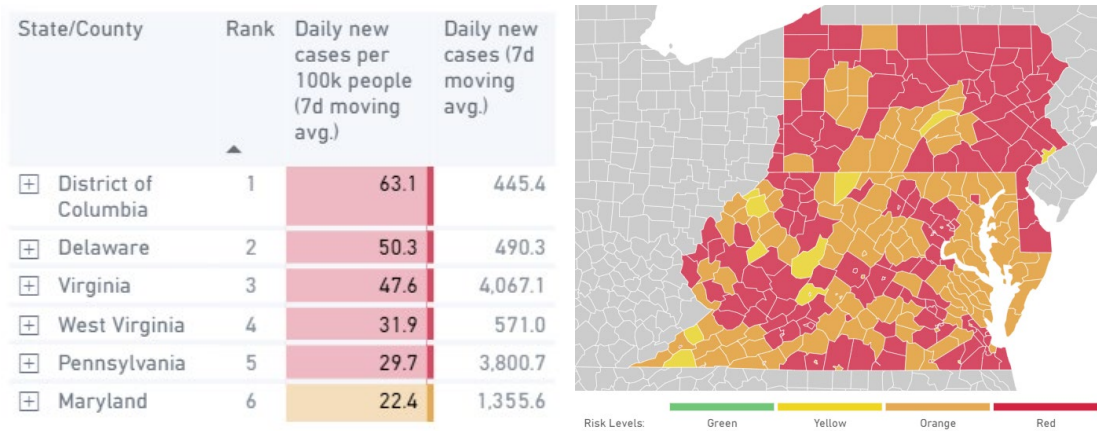 State/County Rank Daily new Daily new
cases per cases (7d
100k people moving
(7d moving avg.)
avg.)
District of 1 63.1 445.4
Columbia
Delaware 2 50.3 490.3
Virginia 3 47.6 4,067.1
West Virginia 4 31.9 571.0
Pennsylvania 5 29.7 3,800.7
Maryland 6 22.4 1,355.6
Risk Levels: Green Yellow Orange Red